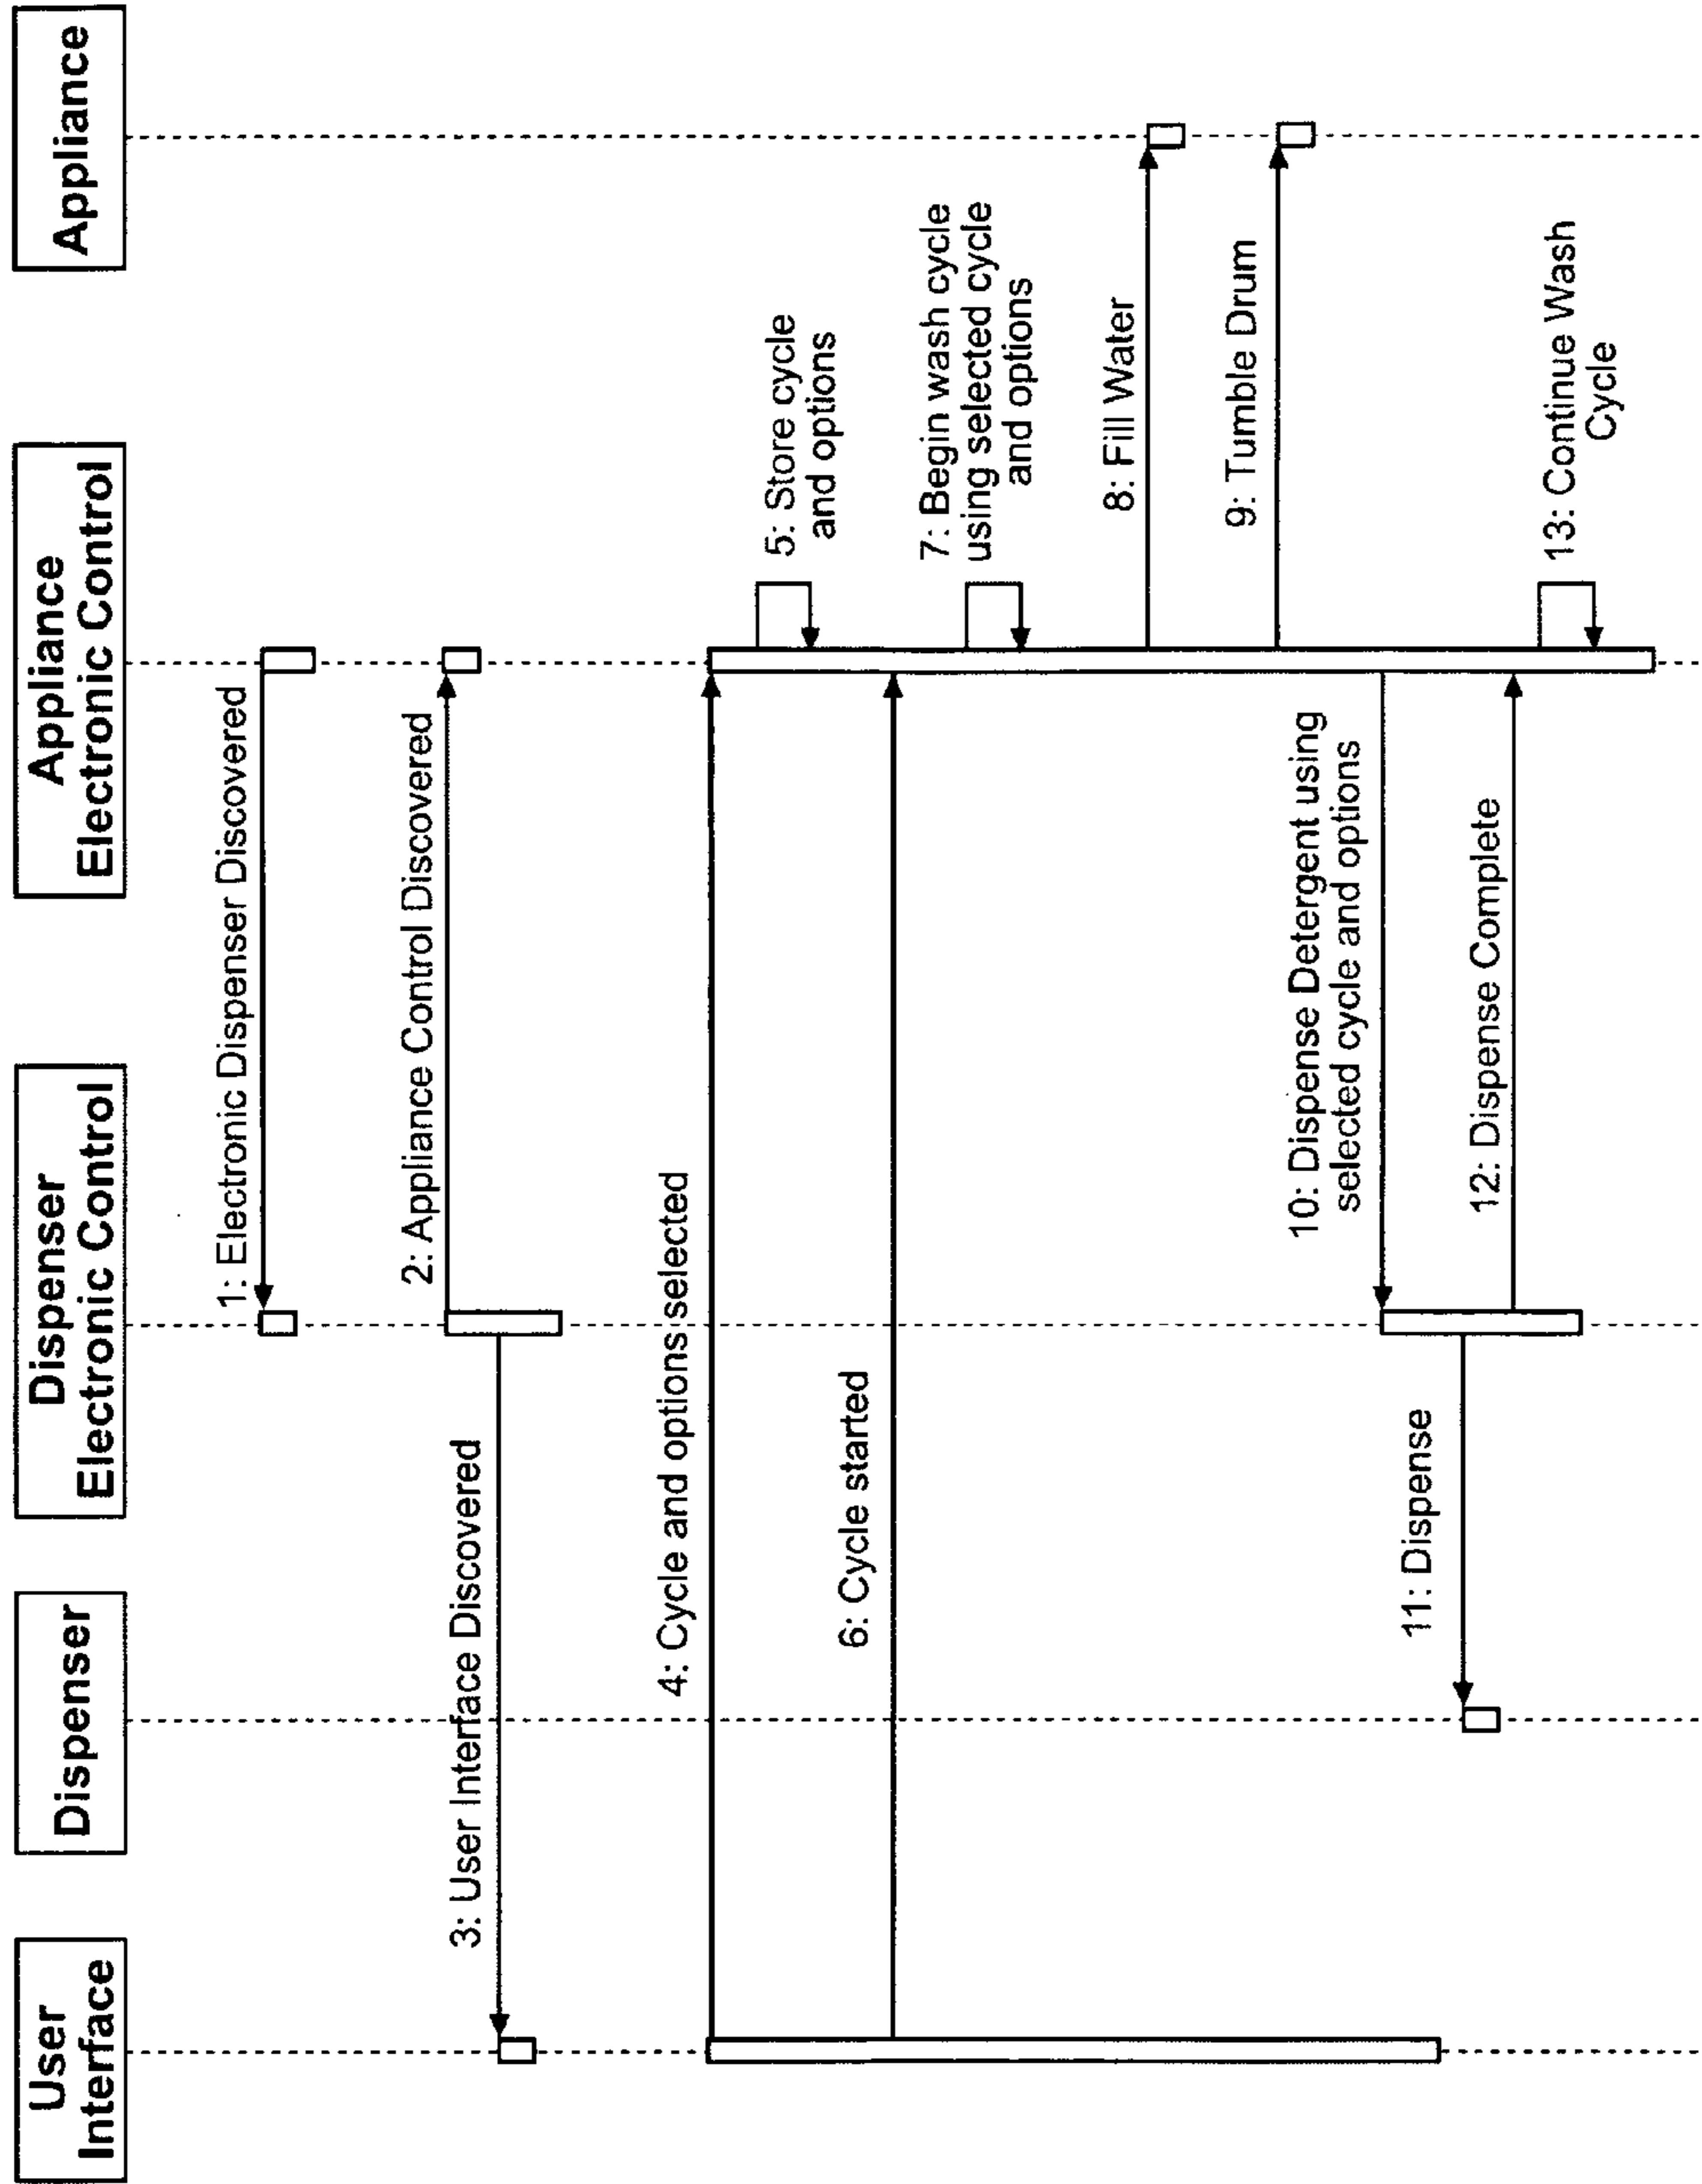 User
Interface
Dispenser
Dispenser
Electronic Control
Appliance
Electronic Control
Appliance
1: Electronic Dispenser Discovered
2: Appliance Control Discovered
3: User Interface Discovered
4: Cycle and options selected
5: Store cycle
and options
6: Cycle started
7: Begin wash cycle
using selected cycle
and options
8: Fill Water
9: Tumble Drum
10: Dispense Detergent using
selected cycle and options
11: Dispense
12: Dispense Complete
13: Continue Wash
Cycle